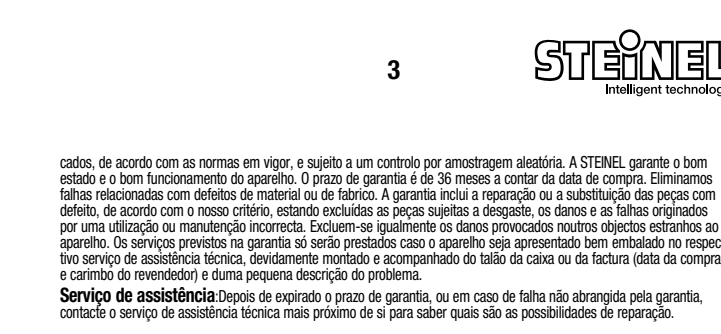 3
STEINEL
Intelligent technolog
cados, de acordo com as normas em vigor, e sujeito a um controlo por amostragem aleatória. A STEINEL garante o bom
estado e o bom funcionamento do aparelho. O prazo de garantia é de 36 meses a contar da data de compra. Eliminamos
falhas relacionadas com defeitos de material ou de fabrico. A garantia inclui a reparação ou a substituição das peças com
defeito, de acordo com o nosso critério, estando excluídas as peças sujeitas a desgaste, os danos e as falhas originados
por uma utilização ou manutenção incorrecta. Excluem-se igualmente os danos provocados noutros objectos estranhos ao
aparelho. Os serviços previstos na garantia só serão prestados caso o aparelho seja apresentado bem embalado no respec
tivo serviço de assistência técnica, devidamente montado e acompanhado do talão da caixa ou da factura (data da compra
e carimbo do revendedor) e duma pequena descrição do problema.
Serviço de assistência:Depois de expirado o prazo de garantia, ou em caso de falha não abrangida pela garantia,
contacte o serviço de assistência técnica mais próximo de si para saber quais são as possibilidades de reparação.